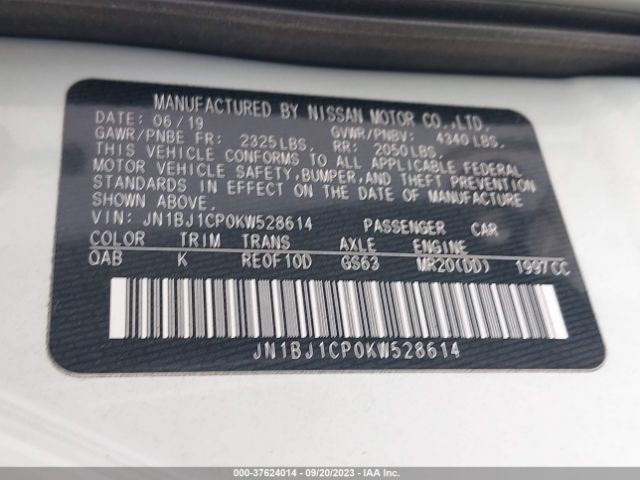 MANUFACTURED BY NISSAN MOTOR CO.,LTD.
DATE: 06/19
GAWR/PNBE FR: 2325LBS. GVWR/PNBV: 4340LBS.
RR: 2050LBS.
THIS VEHICLE CONFORMS TO ALL APPLICABLE FEDERAL
MOTOR VEHICLE SAFETY,BUMPER,AND THEFT PREVENTION
STANDARDS IN EFFECT ON THE DATE OF MANUFACTURE
SHOWN ABOVE.
VIN: JN1BJ1CP0KW528614 PASSENGER CAR
COLOR TRIM TRANS AXLE ENGINE
QAB K RE0F10D GS63 MR20(DD) 1997CC
JN1BJ1CP0KW528614
000-37624014 - 09/20/2023 - IAA Inc.